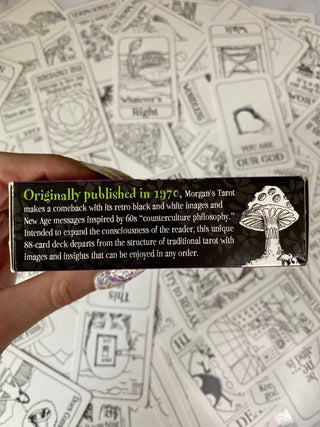 Wait
Whatever's
Right
YOU ARE
OUR GOD
Originally published in 1970, Morgan's Tarot
makes a comeback with its retro black and white images and
New Age messages inspired by 60s "counterculture philosophy."
Intended to expand the consciousness of the reader, this unique
88-card deck departs from the structure of traditional tarot with
images and insights that can be enjoyed in any order.
This